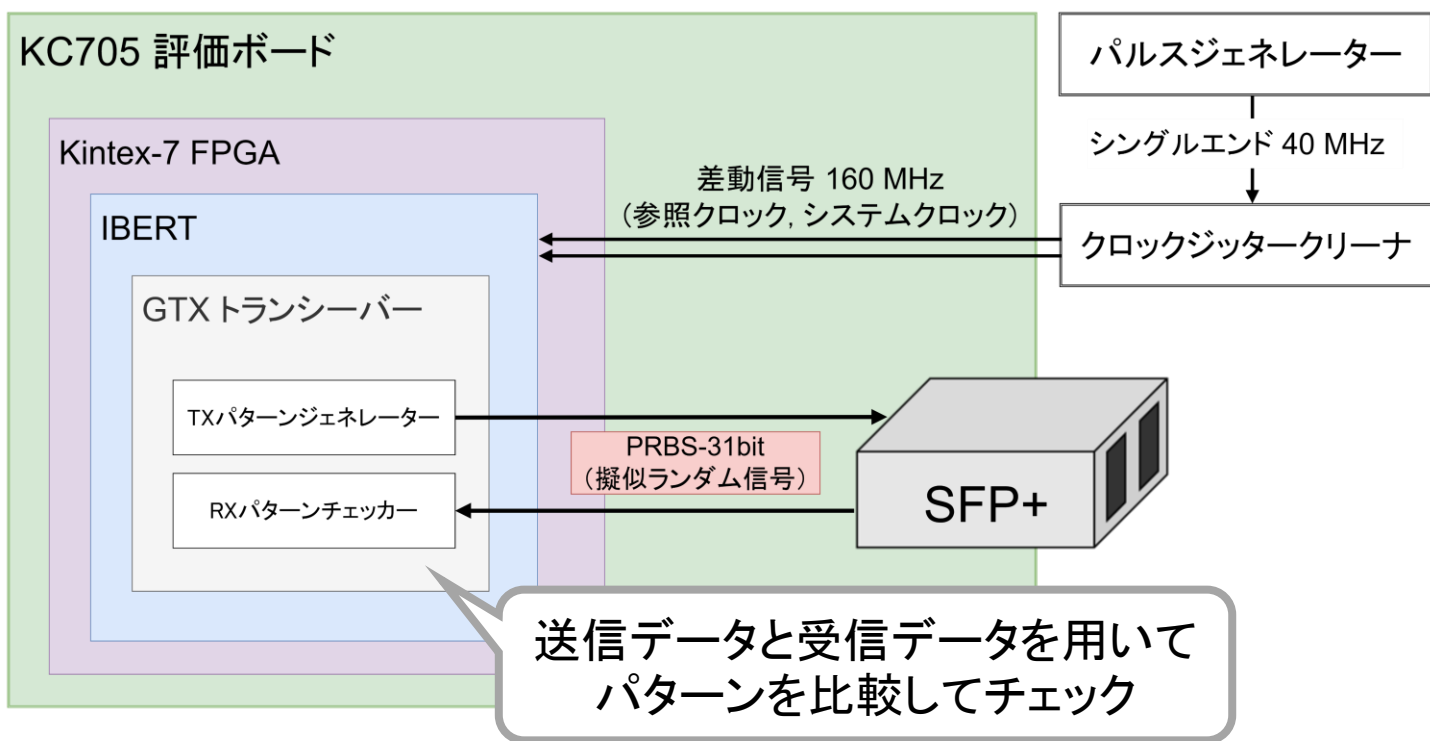 KC705 評価ボード
パルスジェネレーター
シングルエンド 40 MHz
クロックジッタークリーナ
Kintex-7 FPGA
差動信号 160 MHz
（参照クロック, システムクロック）
IBERT
GTX トランシーバー
TXパターンジェネレーター
PRBS-31bit
（擬似ランダム信号）
RXパターンチェッカー
SFP+
送信データと受信データを用いて
パターンを比較してチェック